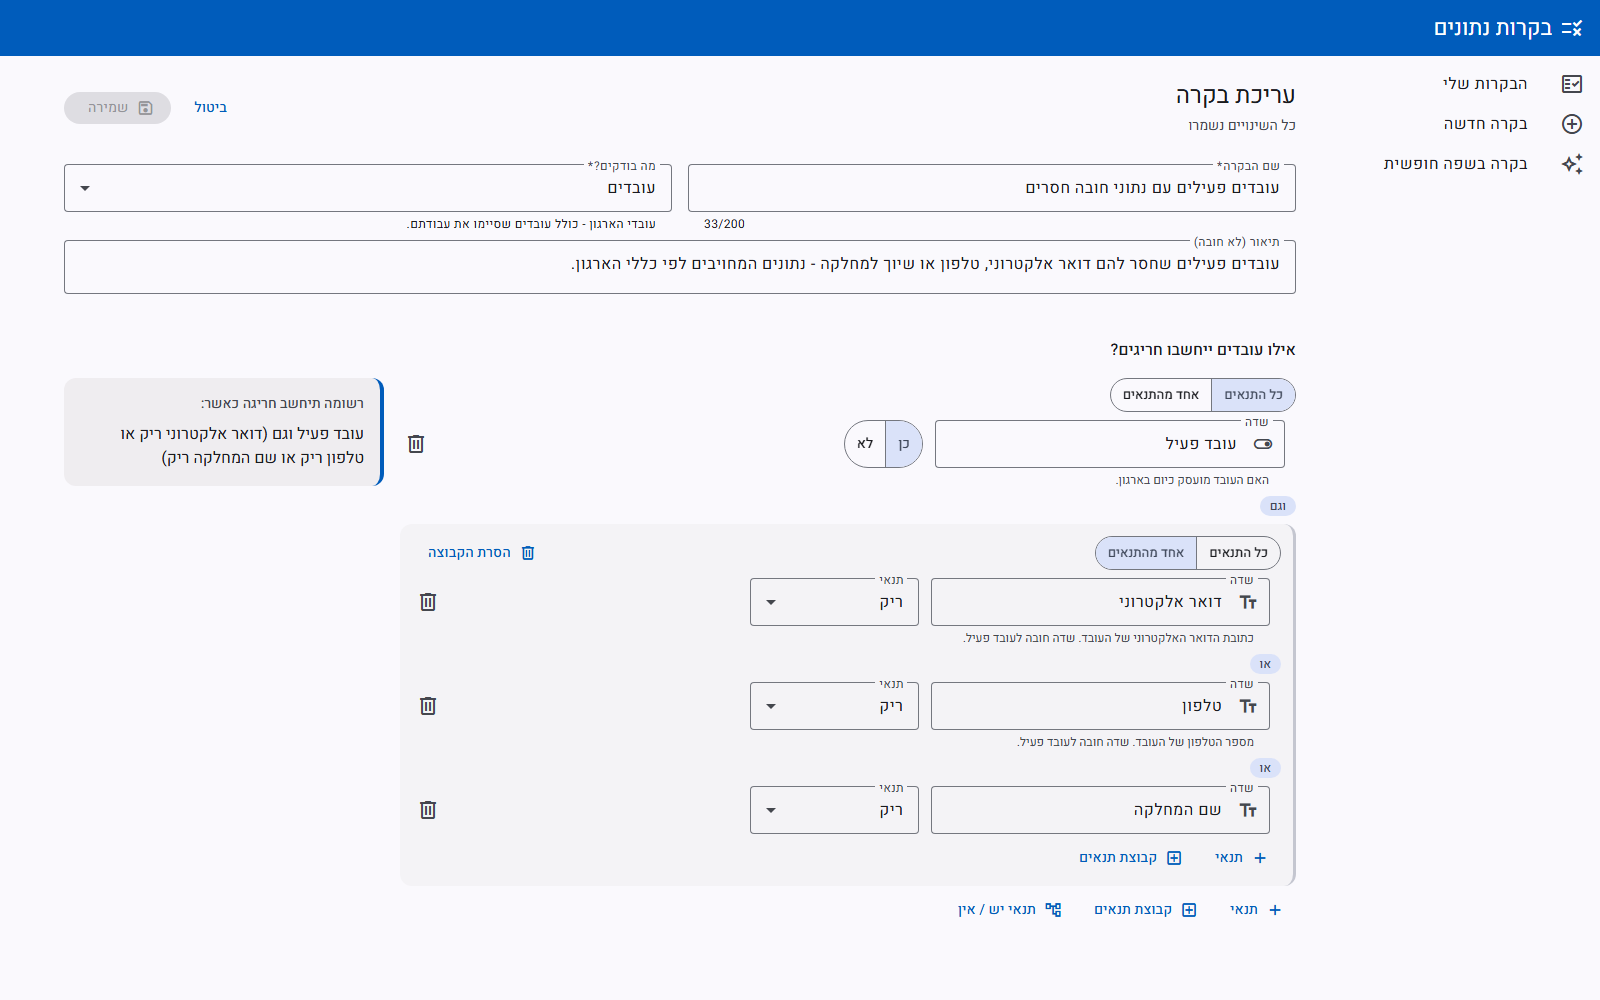 בקרות נתונים
הבקרות שלי
בקרה חדשה
בקרה בשפה חופשית
עריכת בקרה
כל השינויים נשמרו
ביטול
שמירה
שם הבקרה*
עובדים פעילים עם נתוני חובה חסרים
33/200
מה בודקים?*
עובדים
עובדי הארגון - כולל עובדים שסיימו את עבודתם.
תיאור (לא חובה)
עובדים פעילים שחסר להם דואר אלקטרוני, טלפון או שיוך למחלקה - נתונים המחויבים לפי כללי הארגון.
אילו עובדים ייחשבו חריגים?
כל התנאים
אחד מהתנאים
שדה
עובד פעיל
כן
לא
האם העובד מועסק כיום בארגון.
וגם
כל התנאים
אחד מהתנאים
הסרת הקבוצה
שדה
דואר אלקטרוני
תנאי
ריק
כתובת הדואר האלקטרוני של העובד. שדה חובה לעובד פעיל.
או
שדה
טלפון
תנאי
ריק
מספר הטלפון של העובד. שדה חובה לעובד פעיל.
או
שדה
שם המחלקה
תנאי
ריק
תנאי
קבוצת תנאים
תנאי
קבוצת תנאים
תנאי יש / אין
רשומה תיחשב חריגה כאשר:
עובד פעיל וגם (דואר אלקטרוני ריק או
טלפון ריק או שם המחלקה ריק)